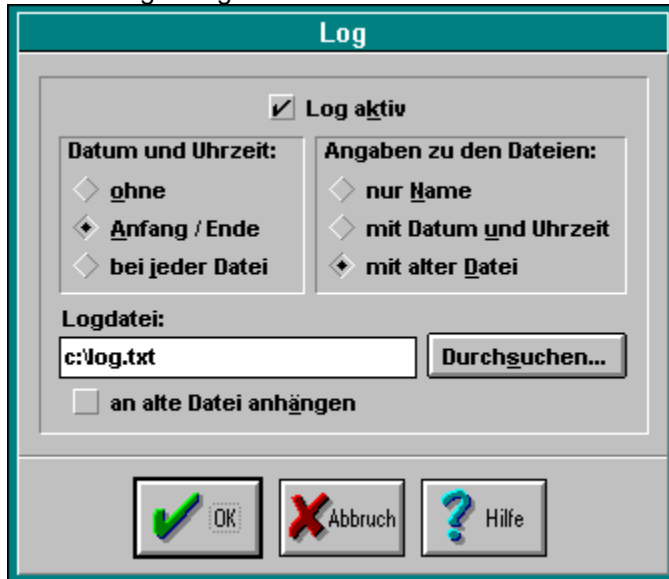 Log
Log aktiv
Datum und Uhrzeit:
ohne
Anfang / Ende
bei jeder Datei
Angaben zu den Dateien:
nur Name
mit Datum und Uhrzeit
mit alter Datei
Logdatei:
c:\log.txt
Durchsuchen...
an alte Datei anhängen
OK
Abbruch
? Hilfe